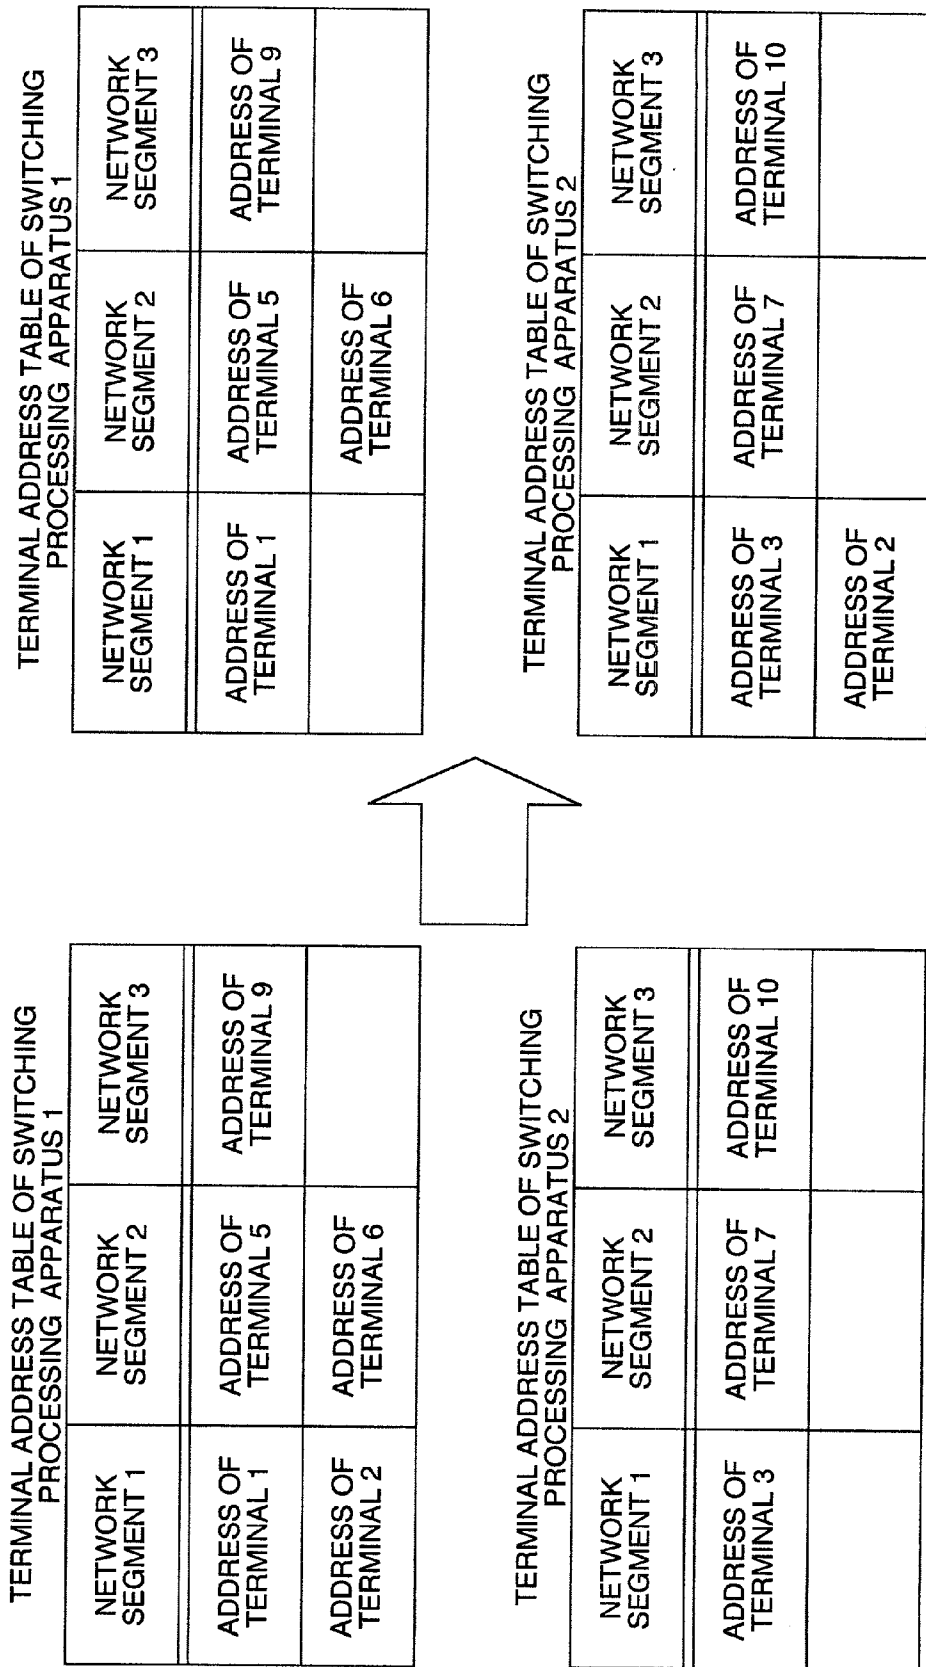 TERMINAL ADDRESS TABLE OF SWITCHING
PROCESSING APPARATUS 1
NETWORK
SEGMENT 1
NETWORK
SEGMENT 2
NETWORK
SEGMENT 3
ADDRESS OF
TERMINAL 1
ADDRESS OF
TERMINAL 5
ADDRESS OF
TERMINAL 9
ADDRESS OF
TERMINAL 2
ADDRESS OF
TERMINAL 6
TERMINAL ADDRESS TABLE OF SWITCHING
PROCESSING APPARATUS 2
NETWORK
SEGMENT 1
NETWORK
SEGMENT 2
NETWORK
SEGMENT 3
ADDRESS OF
TERMINAL 3
ADDRESS OF
TERMINAL 7
ADDRESS OF
TERMINAL 10
TERMINAL ADDRESS TABLE OF SWITCHING
PROCESSING APPARATUS 1
NETWORK
SEGMENT 1
NETWORK
SEGMENT 2
NETWORK
SEGMENT 3
ADDRESS OF
TERMINAL 1
ADDRESS OF
TERMINAL 5
ADDRESS OF
TERMINAL 9
ADDRESS OF
TERMINAL 6
TERMINAL ADDRESS TABLE OF SWITCHING
PROCESSING APPARATUS 2
NETWORK
SEGMENT 1
NETWORK
SEGMENT 2
NETWORK
SEGMENT 3
ADDRESS OF
TERMINAL 3
ADDRESS OF
TERMINAL 7
ADDRESS OF
TERMINAL 10
ADDRESS OF
TERMINAL 2